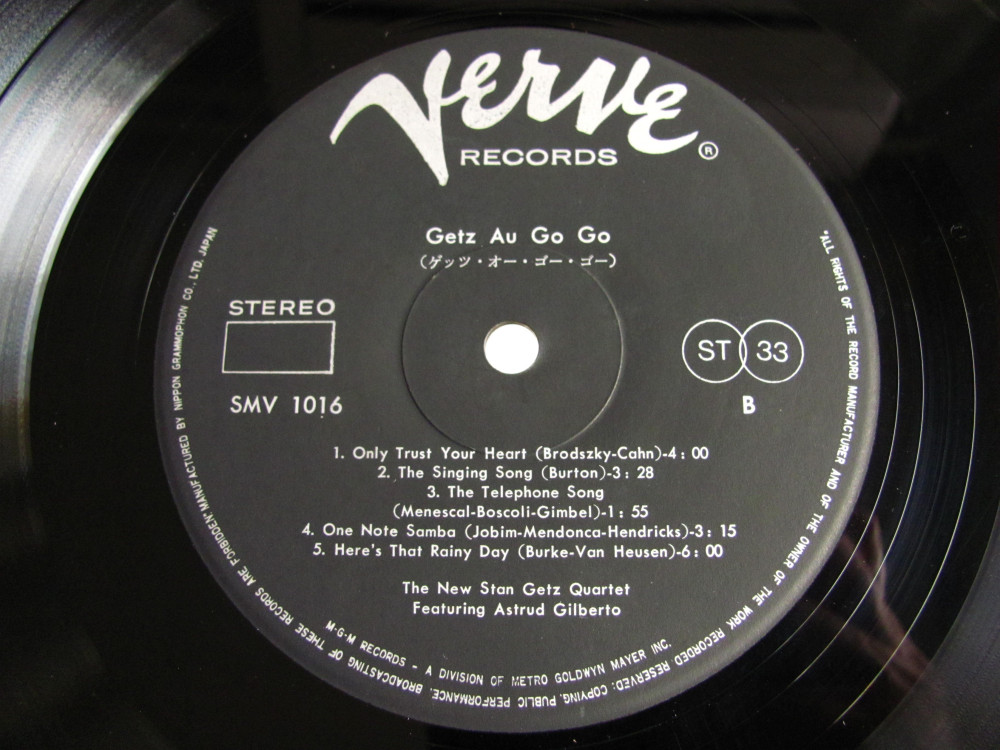 Verve
RECORDS ®
Getz Au Go Go
(ゲッツ・オー・ゴー・ゴー)
STEREO
SMV 1016
ST 33
B
1. Only Trust Your Heart (Brodszky-Cahn)-4 : 00
2. The Singing Song (Burton)-3 : 28
3. The Telephone Song
(Menescal-Boscoli-Gimbel)-1 : 55
4. One Note Samba (Jobim-Mendonca-Hendricks)-3 : 15
5. Here's That Rainy Day (Burke-Van Heusen)-6 : 00
The New Stan Getz Quartet
Featuring Astrud Gilberto
M-G-M RECORDS - A DIVISION OF METRO GOLDWYN MAYER INC.
"ALL RIGHTS OF THE RECORD MANUFACTURER AND OF THE OWNER OF THE WORK RECORDED RESERVED: COPYING, PUBLIC PERFORMANCE, BROADCASTING OF THESE RECORDS ARE FORBIDDEN" MANUFACTURED BY NIPPON GRAMMOPHON CO., LTD. JAPAN